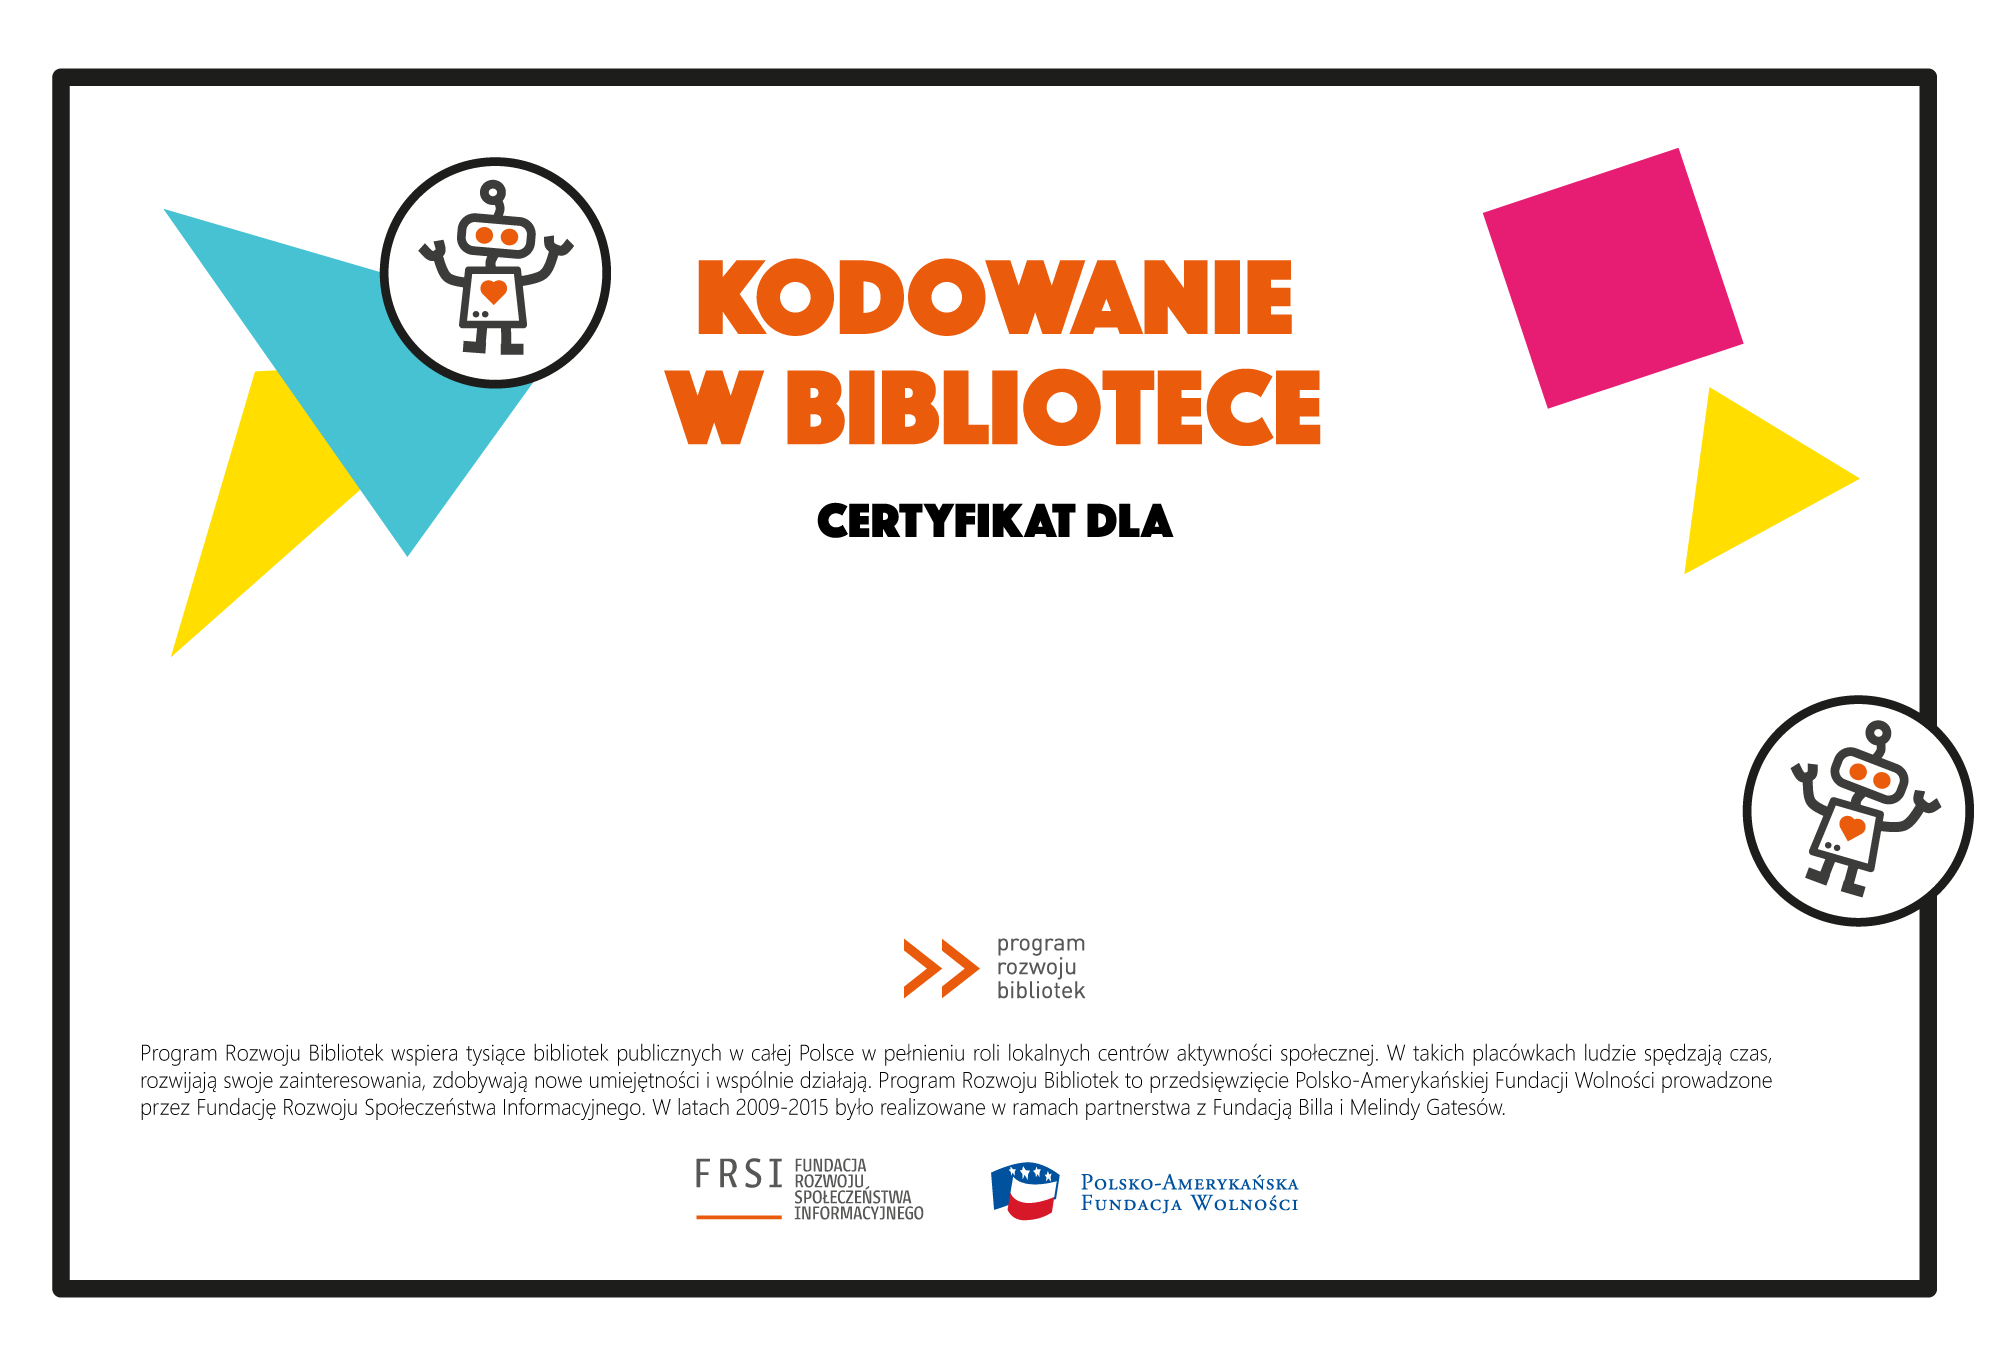 KODOWANIE
W BIBLIOTECE
CERTYFIKAT DLA
program
rozwoju
bibliotek
Program Rozwoju Bibliotek wspiera tysiące bibliotek publicznych w całej Polsce w pełnieniu roli lokalnych centrów aktywności społecznej. W takich placówkach ludzie spędzają czas,
rozwijają swoje zainteresowania, zdobywają nowe umiejętności i wspólnie działają. Program Rozwoju Bibliotek to przedsięwzięcie Polsko-Amerykańskiej Fundacji Wolności prowadzone
przez Fundację Rozwoju Społeczeństwa Informacyjnego. W latach 2009-2015 było realizowane w ramach partnerstwa z Fundacją Billa i Melindy Gatesów.
FRSI
FUNDACJA
ROZWOJU
SPOŁECZEŃSTWA
INFORMACYJNEGO
POLSKO-AMERYKAŃSKA
FUNDACJA WOLNOŚCI